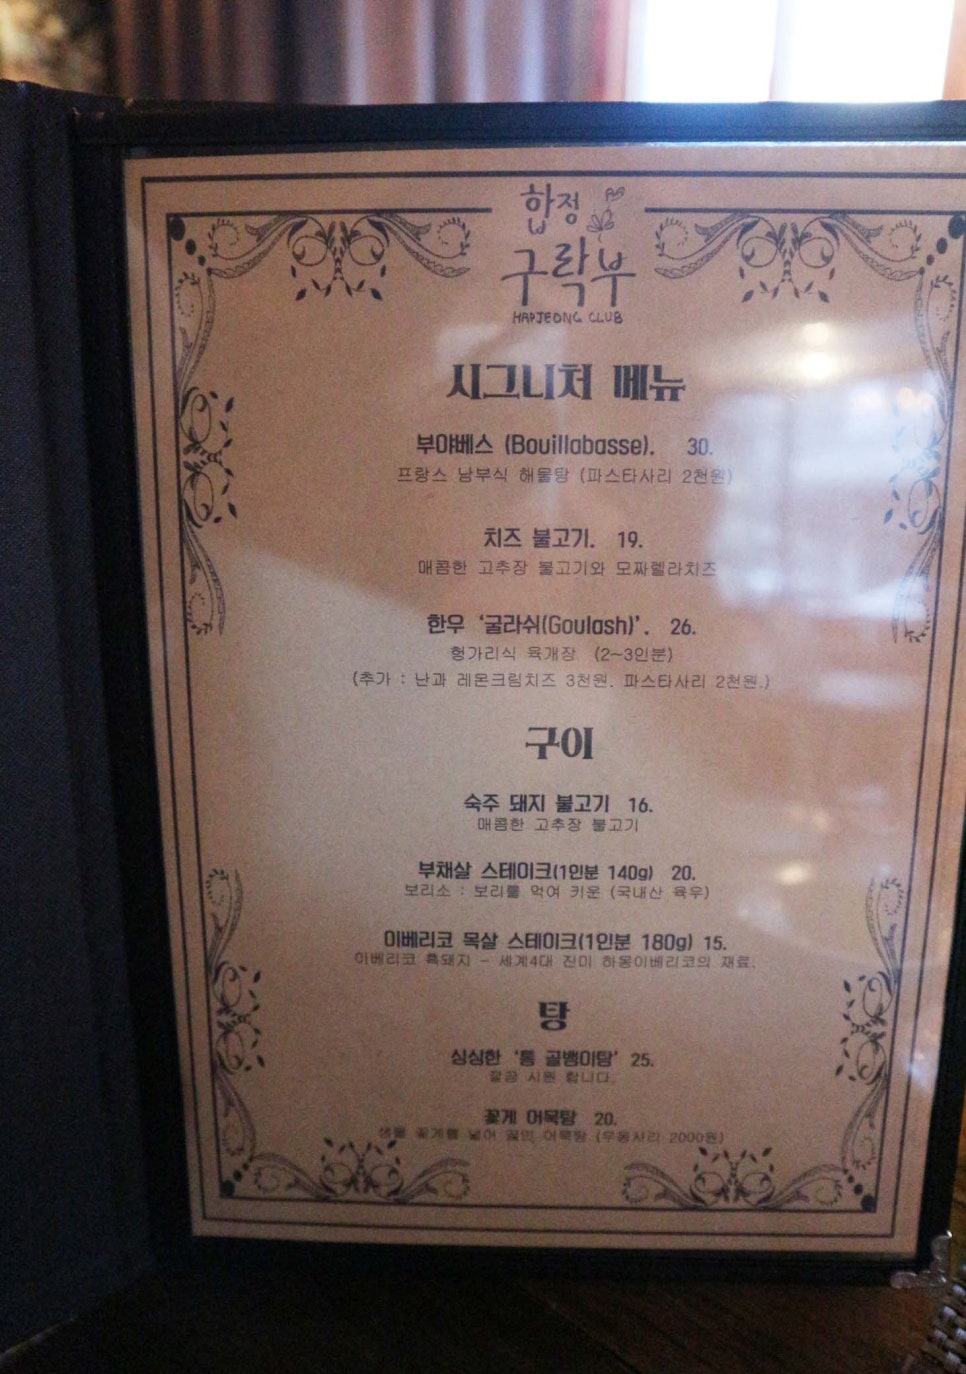 합정
구락부
HAPJEONG CLUB
시그니처 메뉴
부야베스 (Bouillabasse). 30.
프랑스 남부식 해물탕 (파스타사리 2천원)
치즈 불고기. 19.
매콤한 고추장 불고기와 모짜렐라치즈
한우 '굴라쉬(Goulash)'. 26.
헝가리식 육개장 (2~3인분)
(추가 : 난과 레몬크림치즈 3천원. 파스타사리 2천원.)
구이
숙주 돼지 불고기 16.
매콤한 고추장 불고기
부채살 스테이크(1인분 140g) 20.
보리소 : 보리를 먹여 키운 (국내산 육우)
이베리코 목살 스테이크(1인분 180g) 15.
이베리코 흑돼지 - 세계4대 진미 하몽이베리코의 재료.
탕
싱싱한 '통 골뱅이탕' 25.
깔끔 시원 합니다.
꽃게 어묵탕 20.
생물 꽃게를 넣어 끓인 어묵탕 (우동사리 2000원)